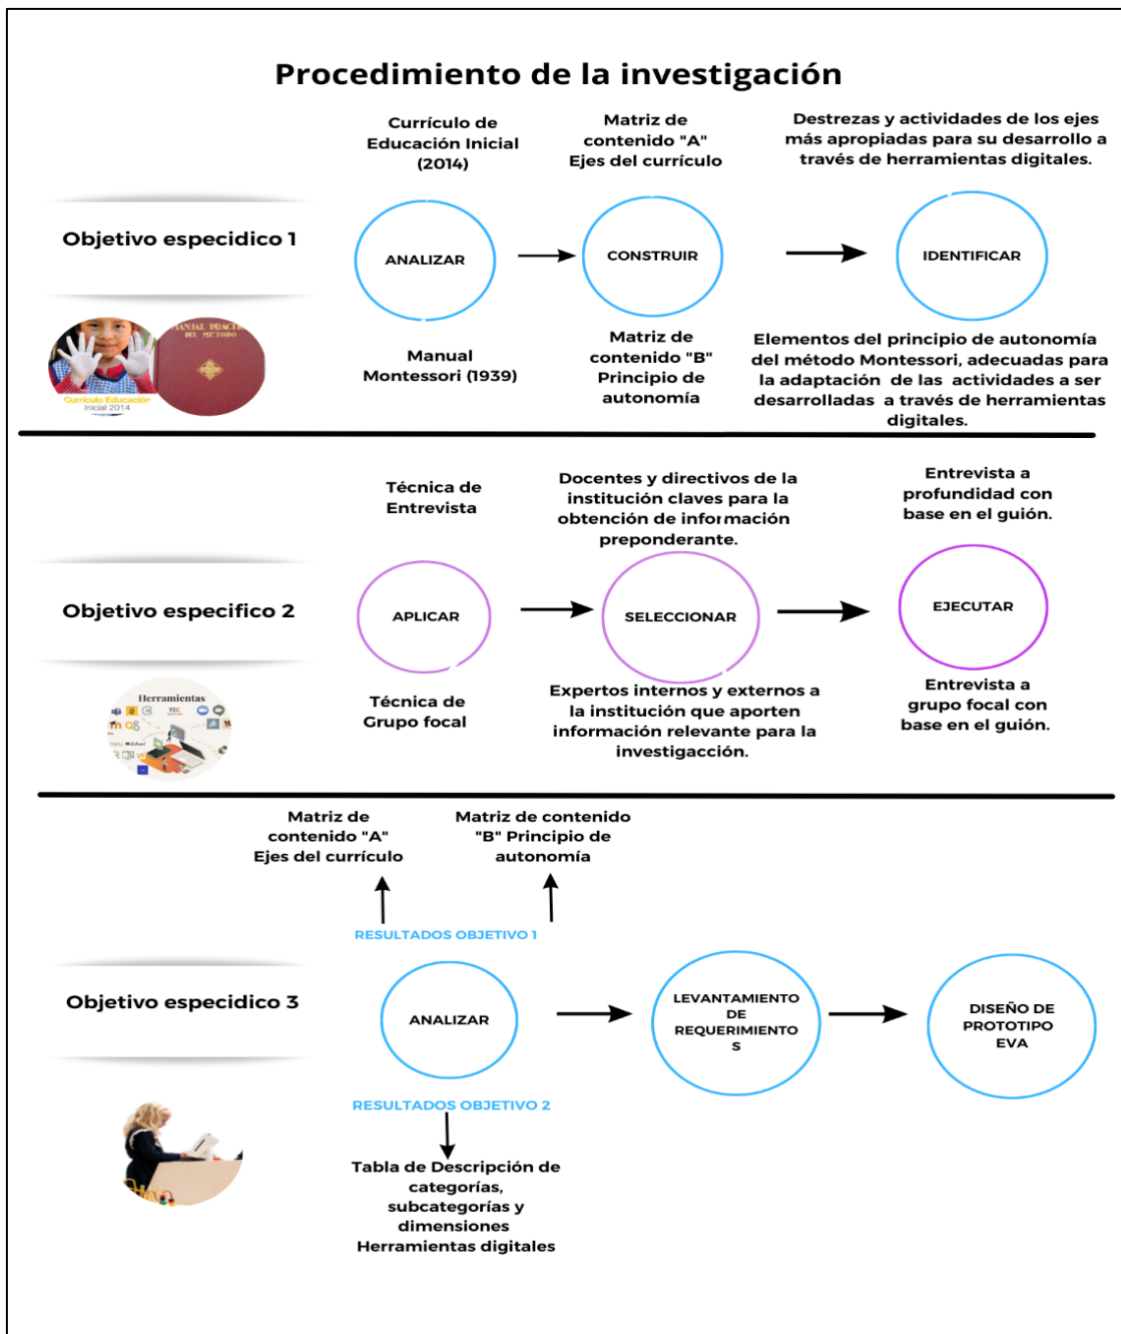 Procedimiento de la investigación
Currículo de
Educación Inicial
(2014)
Matriz de
contenido "A"
Ejes del currículo
Destrezas y actividades de los ejes
más apropiadas para su desarrollo a
través de herramientas digitales.
Objetivo especidico 1
ANALIZAR
CONSTRUIR
IDENTIFICAR
Manual
Montessori (1939)
Matriz de
contenido "B"
Principio de
autonomía
Elementos del principio de autonomía
del método Montessori, adecuadas para
la adaptación de las actividades a ser
desarrolladas a través de herramientas
digitales.
MANUAL PRACTICO
DEL METODO
Currículo Educación
Inicial 2014
Técnica de
Entrevista
Docentes y directivos de la
institución claves para la
obtención de información
preponderante.
Entrevista a
profundidad con
base en el guión.
Objetivo especifico 2
APLICAR
SELECCIONAR
EJECUTAR
Técnica de
Grupo focal
Expertos internos y externos a
la institución que aporten
información relevante para la
investigacción.
Entrevista a
grupo focal con
base en el guión.
Herramientas
TIC
Matriz de
contenido "A"
Ejes del currículo
Matriz de contenido
"B" Principio de
autonomía
RESULTADOS OBJETIVO 1
Objetivo especidico 3
ANALIZAR
LEVANTAMIENTO
DE
REQUERIMIENTO
S
DISEÑO DE
PROTOTIPO
EVA
RESULTADOS OBJETIVO 2
Tabla de Descripción de
categorías,
subcategorías y
dimensiones
Herramientas digitales